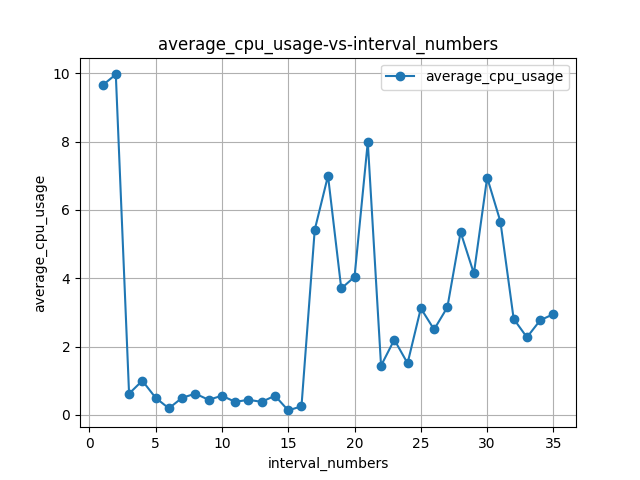 average_cpu_usage-vs-interval_numbers
average_cpu_usage
10
8
6
4
2
0
average_cpu_usage
0 5 10 15 20 25 30 35
interval_numbers